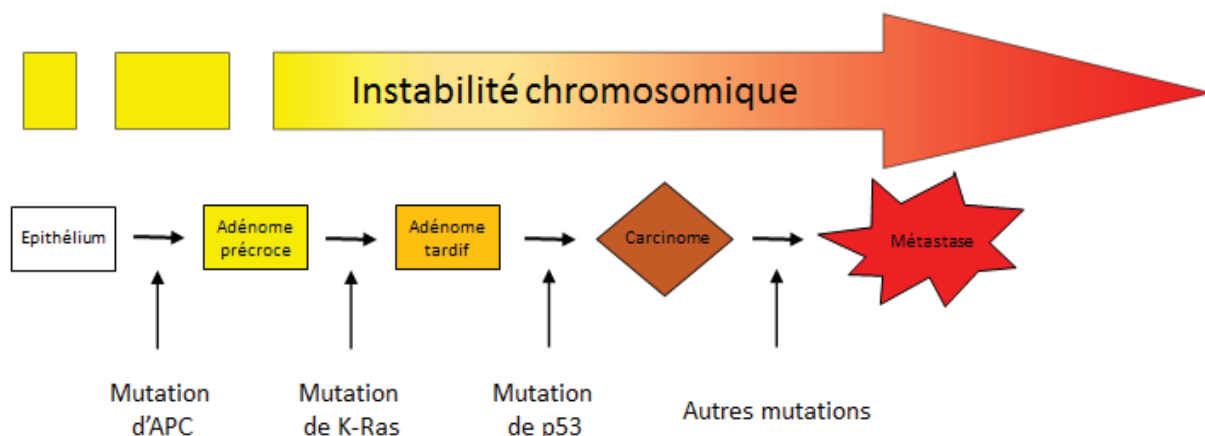 Instabilité chromosomique
Epithélium
Adénome
précroce
Adénome
tardif
Carcinome
Métastase
Mutation
d'APC
Mutation
de K-Ras
Mutation
de p53
Autres mutations